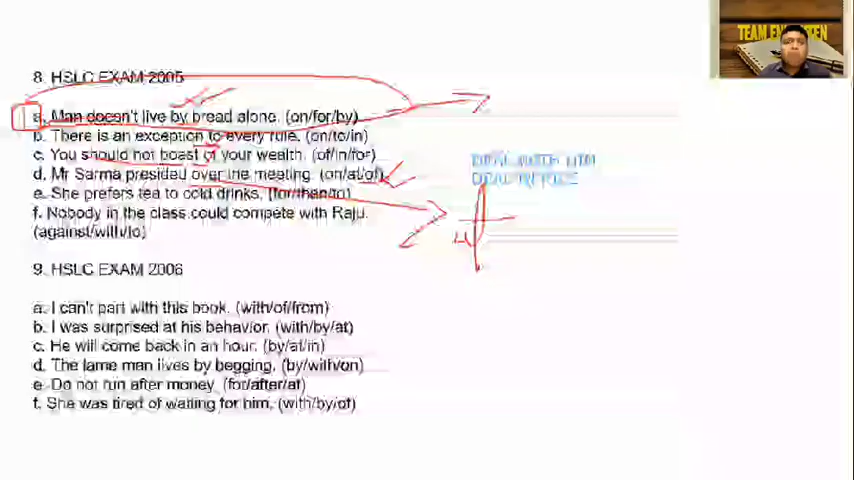 8. HSLC EXAM 2005
a. Man doesn't live by bread alone. (on/for/by)
b. There is an exception to every rule. (on/to/in)
c. You should not boast of your wealth. (of/in/for)
d. Mr Sarma presided over the meeting. (on/at/of)
e. She prefers tea to cold drinks. (for/than/to)
f. Nobody in the class could compete with Raju.
(against/with/to)
9. HSLC EXAM 2006
a. I can't part with this book. (with/of/from)
b. I was surprised at his behavior. (with/by/at)
c. He will come back in an hour. (by/at/in)
d. The lame man lives by begging. (by/with/on)
e. Do not run after money. (for/after/at)
f. She was tired of waiting for him. (with/by/of)
TEAM